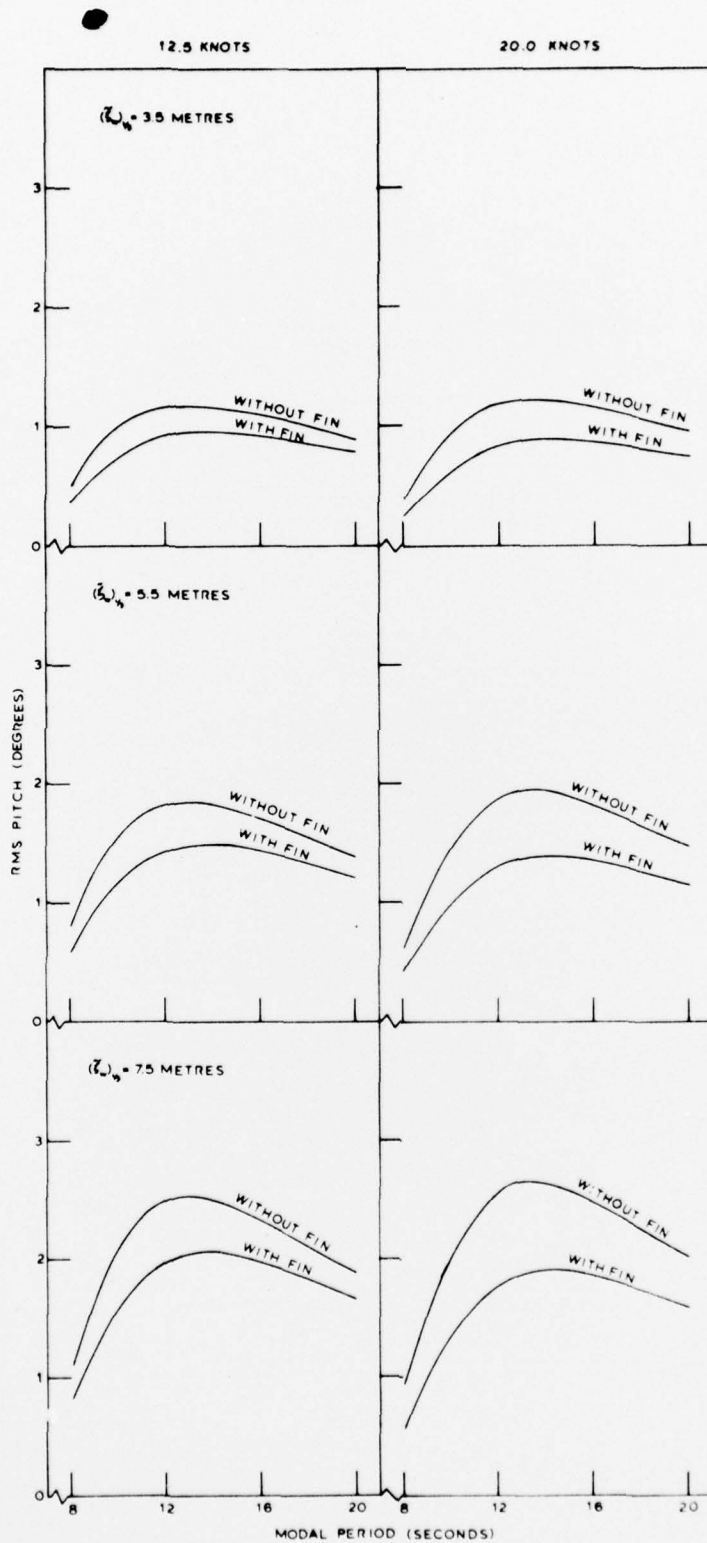 12.5 KNOTS 20.0 KNOTS
(ζ̃w)1/3 = 3.5 METRES
3
2
1
0
WITHOUT FIN
WITH FIN
WITHOUT FIN
WITH FIN
(ζ̃w)1/3 = 5.5 METRES
3
2
1
0
WITHOUT FIN
WITH FIN
WITHOUT FIN
WITH FIN
RMS PITCH (DEGREES)
(ζ̃w)1/3 = 7.5 METRES
3
2
1
0
WITHOUT FIN
WITH FIN
WITHOUT FIN
WITH FIN
8 12 16 20 8 12 16 20
MODAL PERIOD (SECONDS)